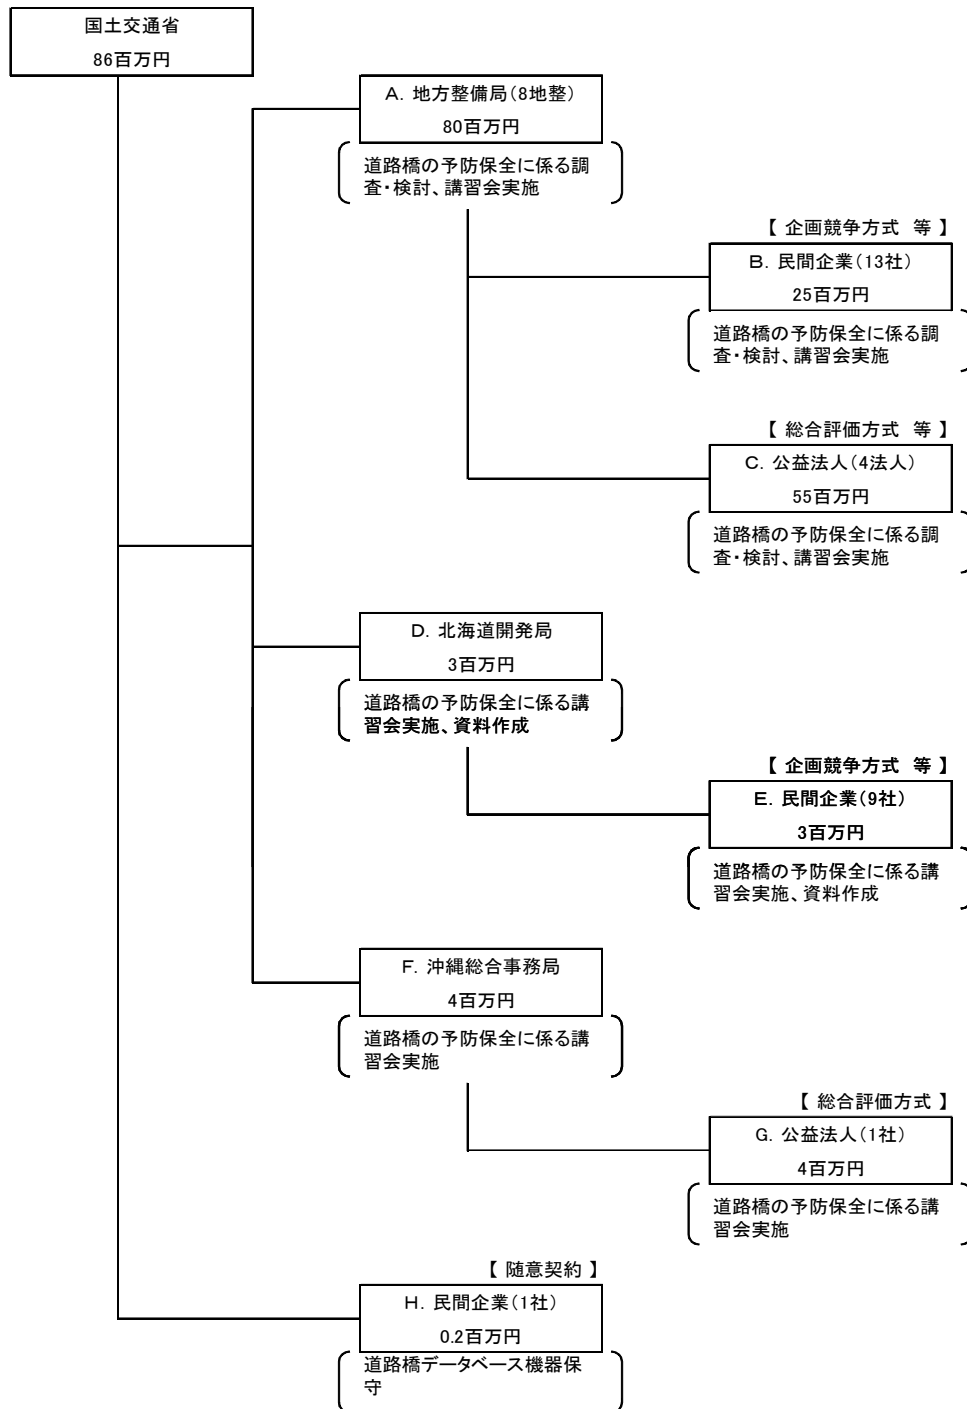 国土交通省
86百万円
A. 地方整備局(8地整)
80百万円
道路橋の予防保全に係る調
査・検討、講習会実施
【 企画競争方式 等 】
B. 民間企業(13社)
25百万円
道路橋の予防保全に係る調
査・検討、講習会実施
【 総合評価方式 等 】
C. 公益法人(4法人)
55百万円
道路橋の予防保全に係る調
査・検討、講習会実施
D. 北海道開発局
3百万円
道路橋の予防保全に係る講
習会実施、資料作成
【 企画競争方式 等 】
E. 民間企業(9社)
3百万円
道路橋の予防保全に係る講
習会実施、資料作成
F. 沖縄総合事務局
4百万円
道路橋の予防保全に係る講
習会実施
【 総合評価方式 】
G. 公益法人(1社)
4百万円
道路橋の予防保全に係る講
習会実施
【 随意契約 】
H. 民間企業(1社)
0.2百万円
道路橋データベース機器保
守